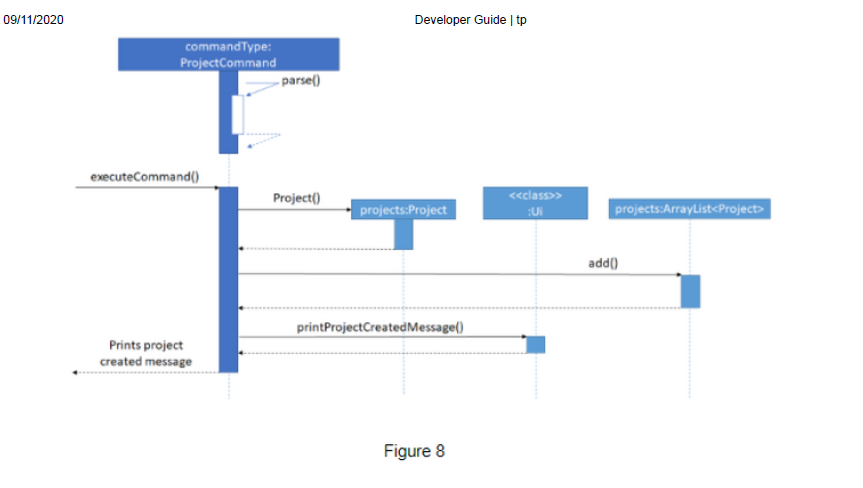 09/11/2020
Developer Guide | tp
commandType:
ProjectCommand
parse()
executeCommand()
Project()
projects:Project
<<class>>
:Ui
projects:ArrayList<Project>
add()
printProjectCreatedMessage()
Prints project
created message
Figure 8